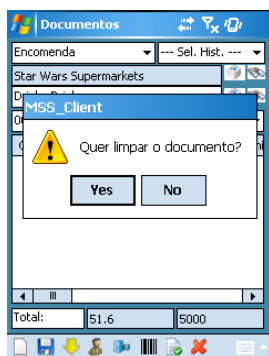 Documentos
Encomenda --- Sel. Hist. ---
Star Wars Supermarkets
MSS_Client
Quer limpar o documento?
Yes No
Total: 51.6 5000